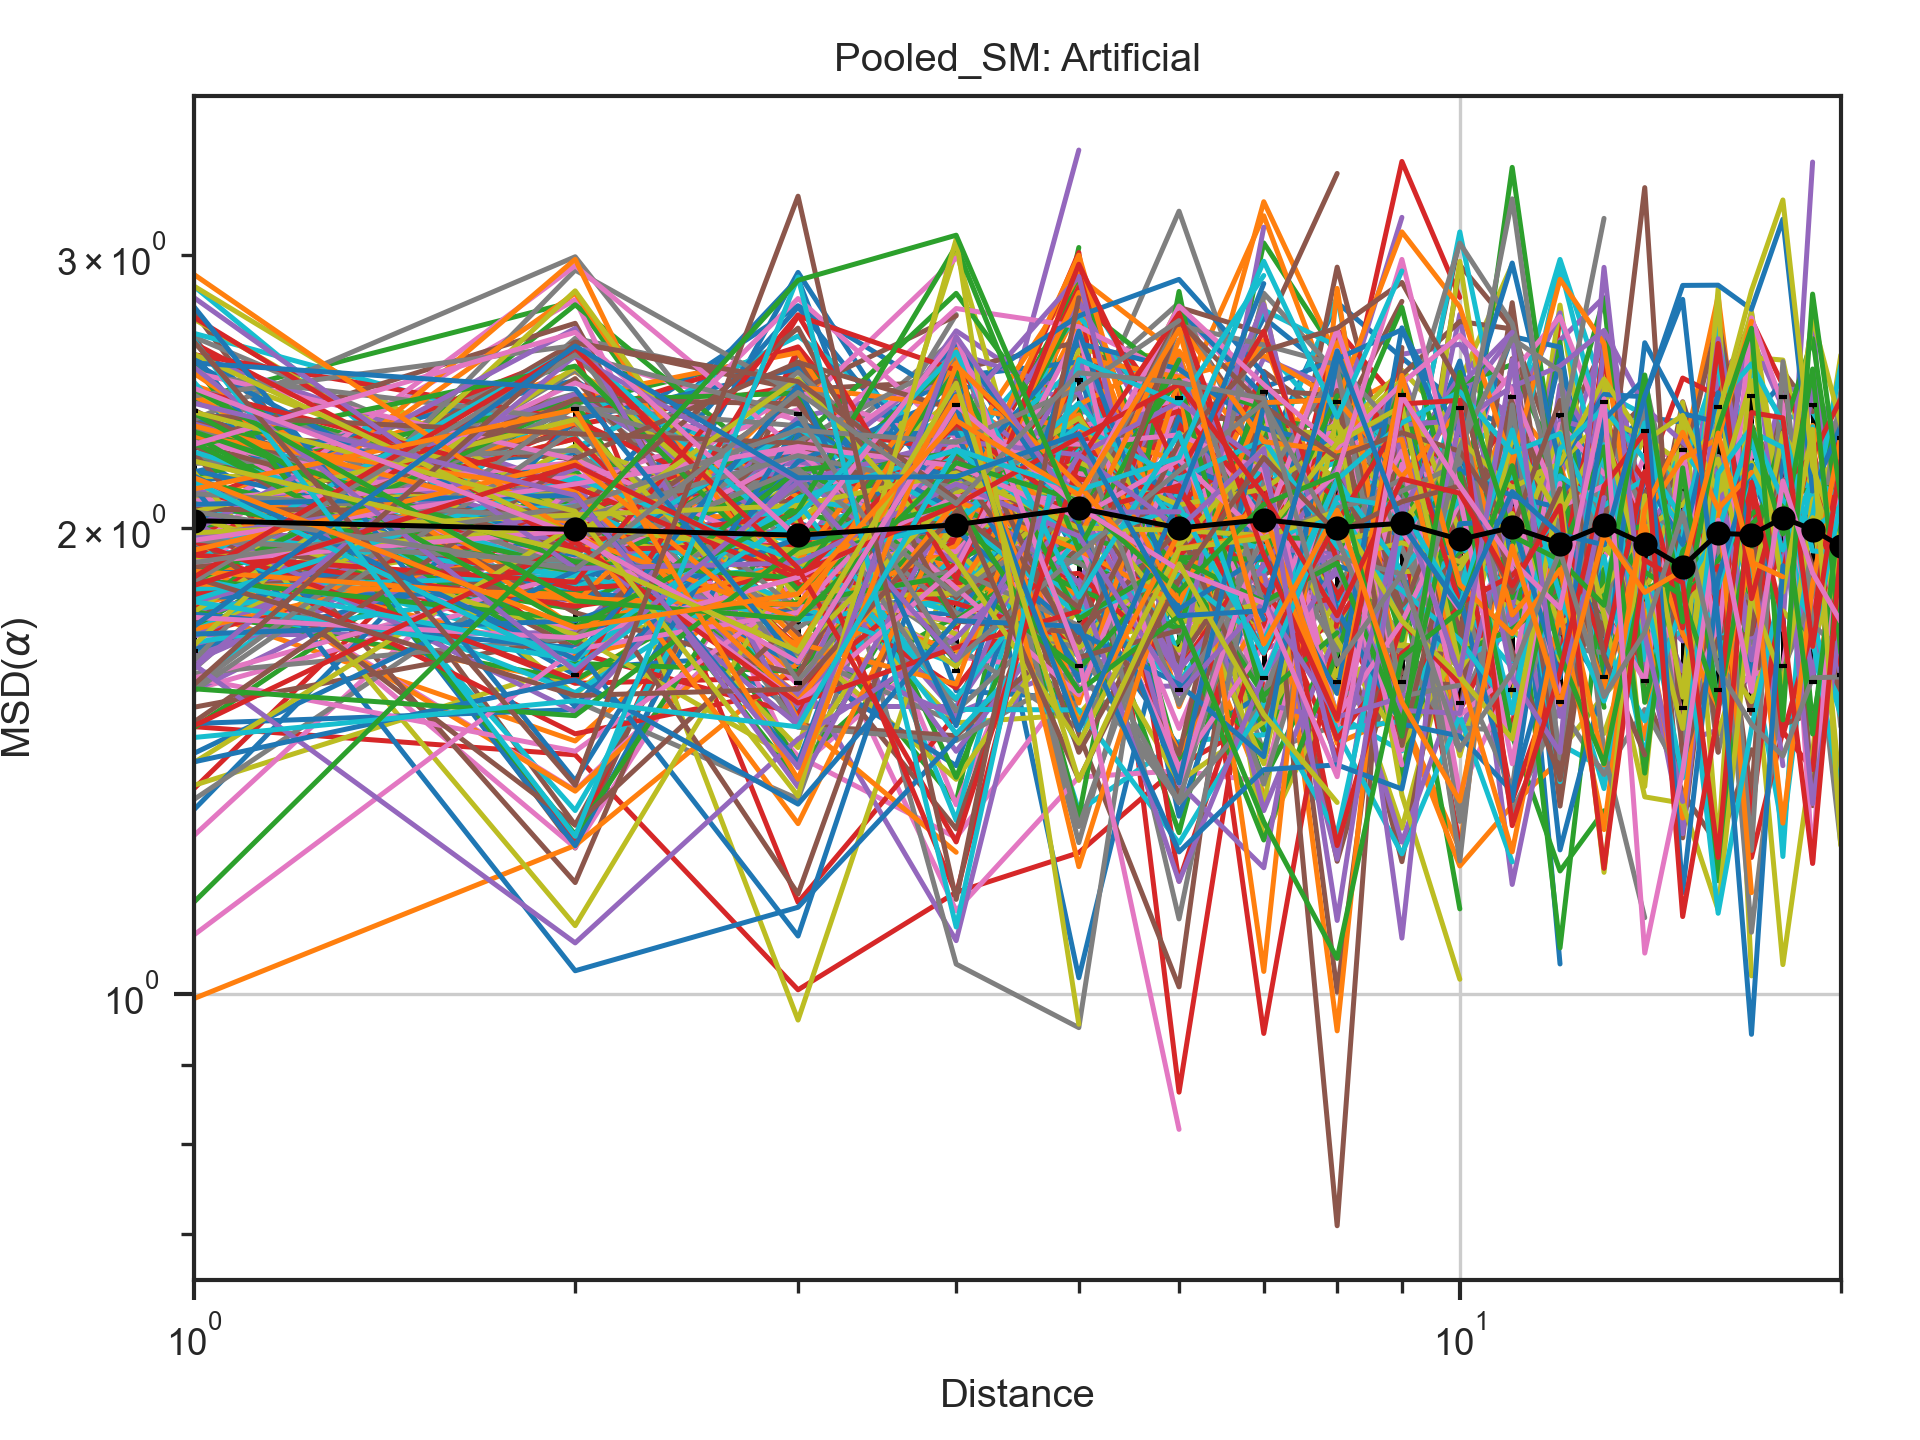 Pooled_SM: Artificial
MSD(α)
3 × 10⁰
2 × 10⁰
10⁰
10⁰
10¹
Distance